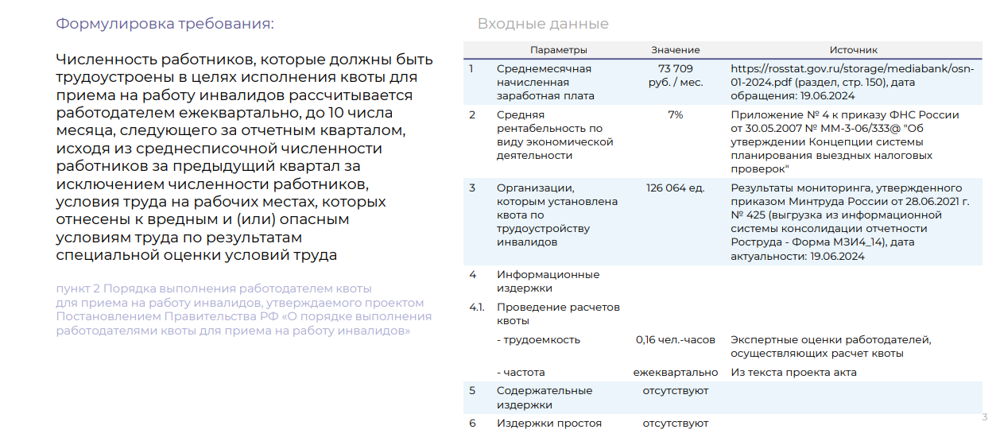 Формулировка требования:
Численность работников, которые должны быть
трудоустроены в целях исполнения квоты для
приема на работу инвалидов рассчитывается
работодателем ежеквартально, до 10 числа
месяца, следующего за отчетным кварталом,
исходя из среднесписочной численности
работников за предыдущий квартал за
исключением численности работников,
условия труда на рабочих местах, которых
отнесены к вредным и (или) опасным
условиям труда по результатам
специальной оценки условий труда
пункт 2 Порядка выполнения работодателем квоты
для приема на работу инвалидов, утверждаемого проектом
Постановлением Правительства РФ «О порядке выполнения
работодателями квоты для приема на работу инвалидов»
Входные данные
Параметры Значение Источник
1 Среднемесячная 73 709 https://rosstat.gov.ru/storage/mediabank/osn-
начисленная руб. / мес. 01-2024.pdf (раздел, стр. 150), дата
заработная плата обращения: 19.06.2024
2 Средняя 7% Приложение № 4 к приказу ФНС России
рентабельность по от 30.05.2007 № ММ-3-06/333@ "Об
виду экономической утверждении Концепции системы
деятельности планирования выездных налоговых
проверок"
3 Организации, 126 064 ед. Результаты мониторинга, утвержденного
которым установлена приказом Минтруда России от 28.06.2021 г.
квота по № 425 (выгрузка из информационной
трудоустройству системы консолидации отчетности
инвалидов Роструда - Форма МЗИ4_14), дата
актуальности: 19.06.2024
4 Информационные
издержки
4.1. Проведение расчетов
квоты
- трудоемкость 0,16 чел.-часов Экспертные оценки работодателей,
осуществляющих расчет квоты
- частота ежеквартально Из текста проекта акта
5 Содержательные отсутствуют
издержки
6 Издержки простоя отсутствуют
3